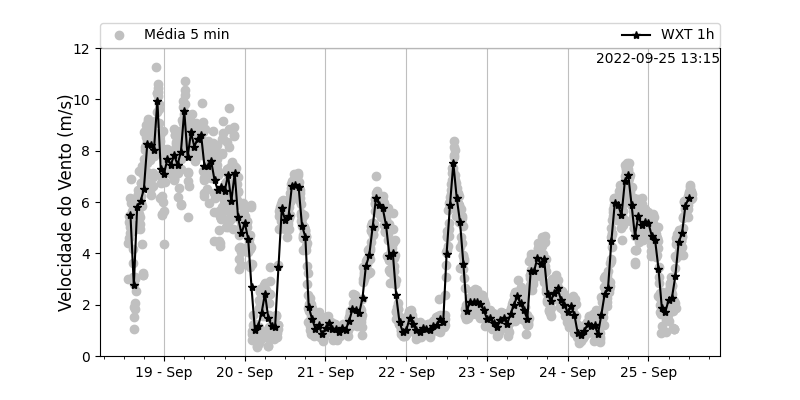 Média 5 min
WXT 1h
2022-09-25 13:15
Velocidade do Vento (m/s)
12
10
8
6
4
2
0
19 - Sep
20 - Sep
21 - Sep
22 - Sep
23 - Sep
24 - Sep
25 - Sep